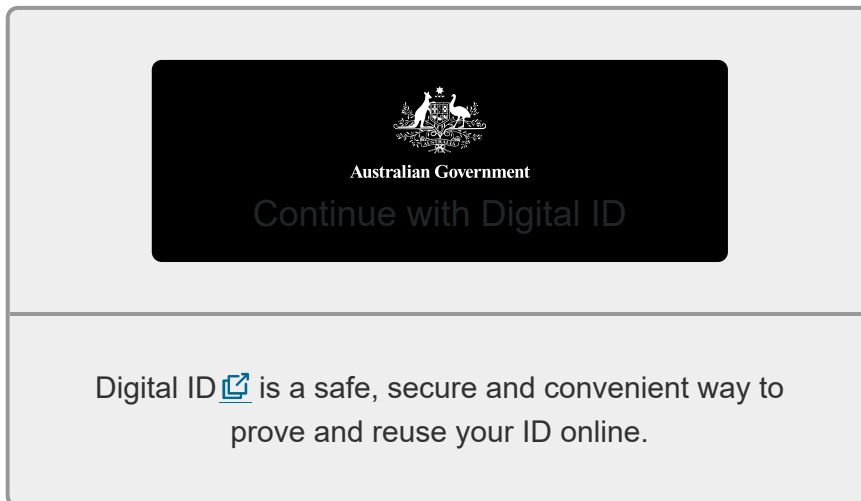 AUSTRALIA
Australian Government
Continue with Digital ID
Digital ID is a safe, secure and convenient way to
prove and reuse your ID online.